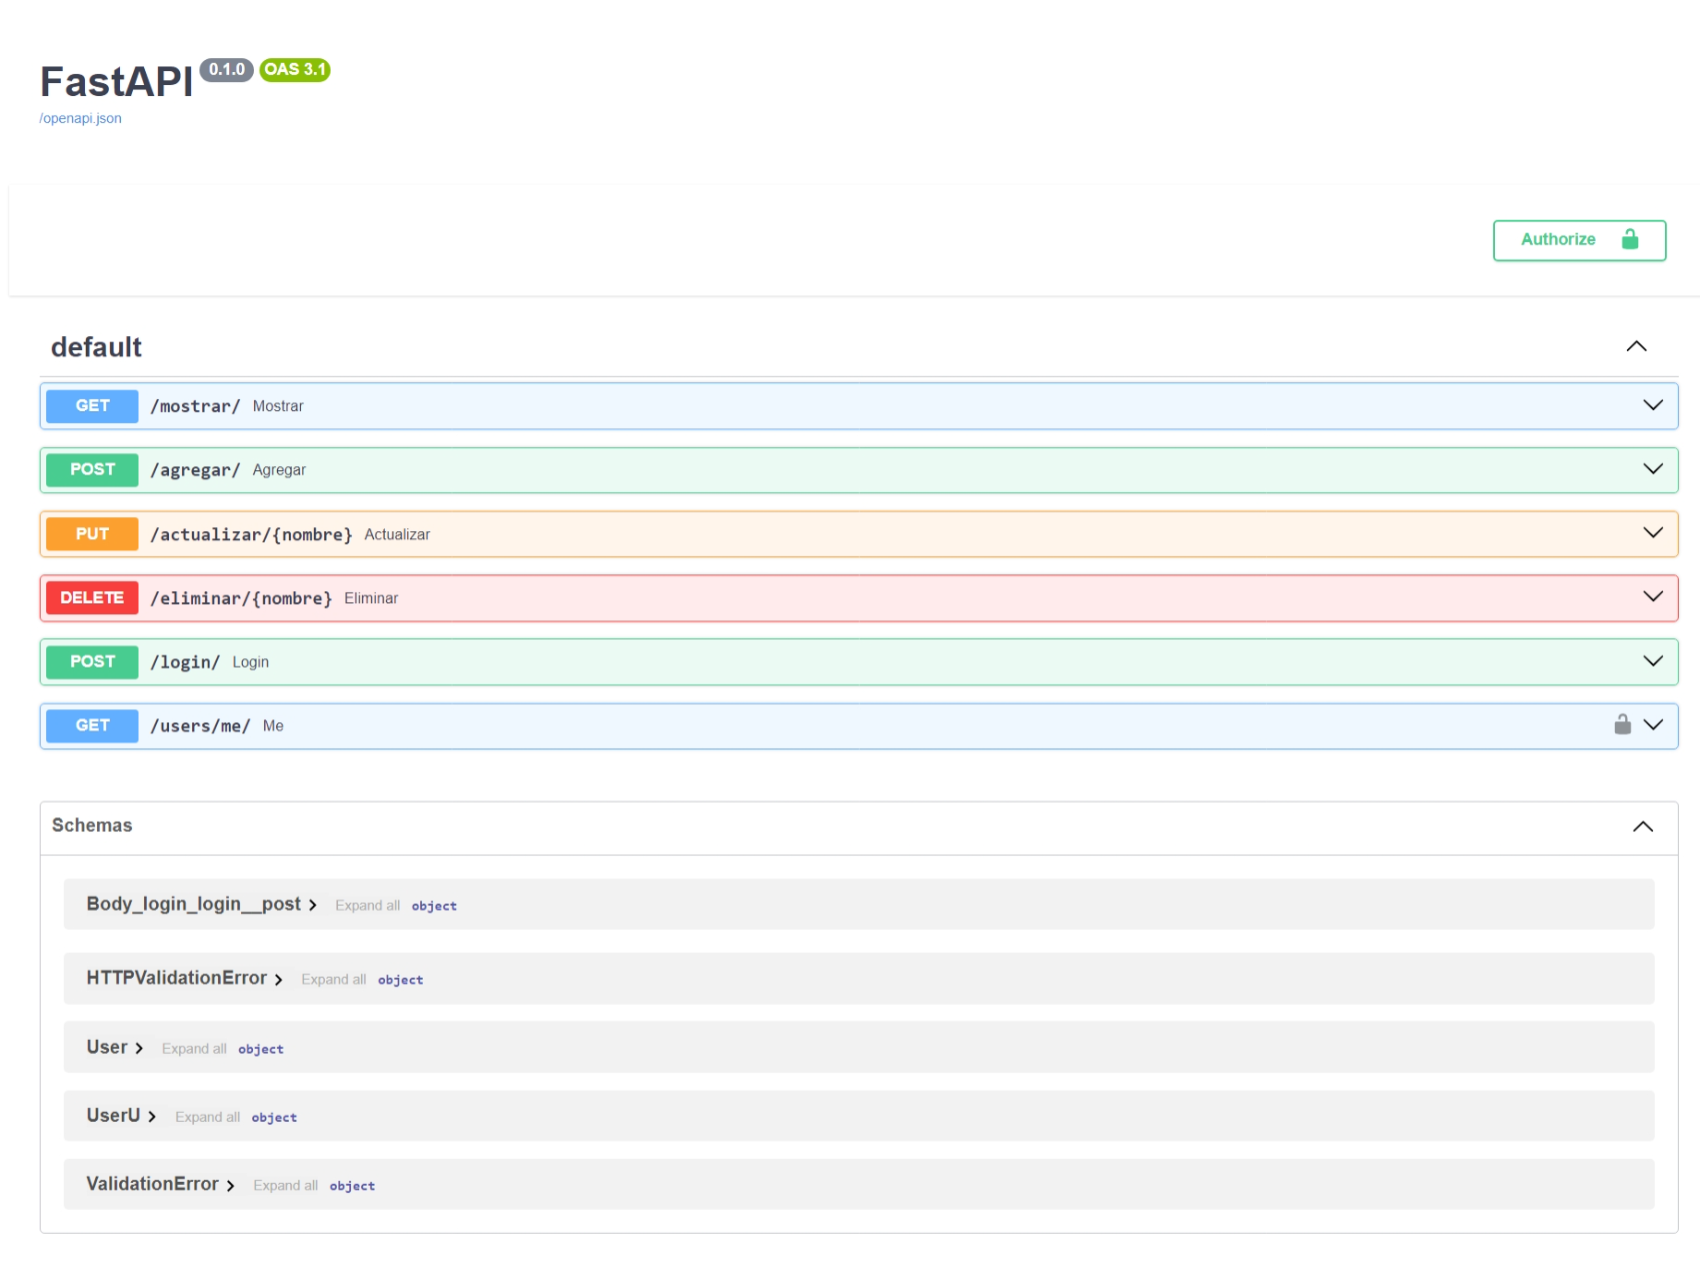 FastAPI 0.1.0 OAS 3.1
/openapi.json
Authorize
default
GET /mostrar/ Mostrar
POST /agregar/ Agregar
PUT /actualizar/{nombre} Actualizar
DELETE /eliminar/{nombre} Eliminar
POST /login/ Login
GET /users/me/ Me
Schemas
Body_login_login__post Expand all object
HTTPValidationError Expand all object
User Expand all object
UserU Expand all object
ValidationError Expand all object